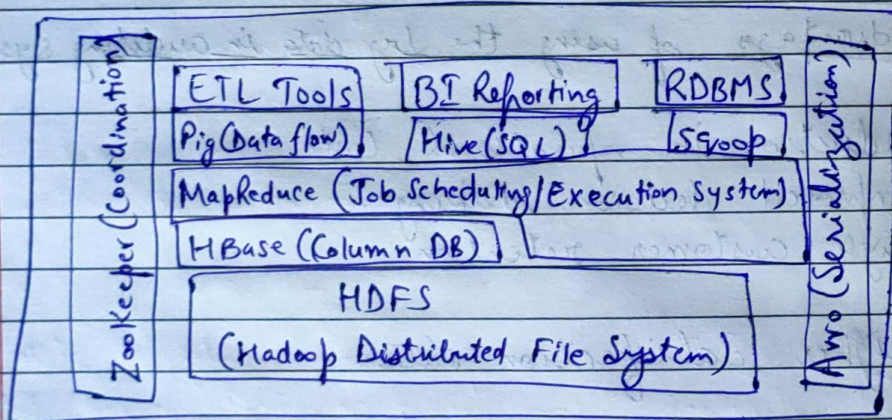 Zookeeper (Coordination)
ETL Tools BI Reporting RDBMS
Pig (Data flow) Hive (SQL) Sqoop
MapReduce (Job Scheduling/Execution System)
HBase (Column DB)
HDFS
(Hadoop Distributed File System)
Avro (Serialization)